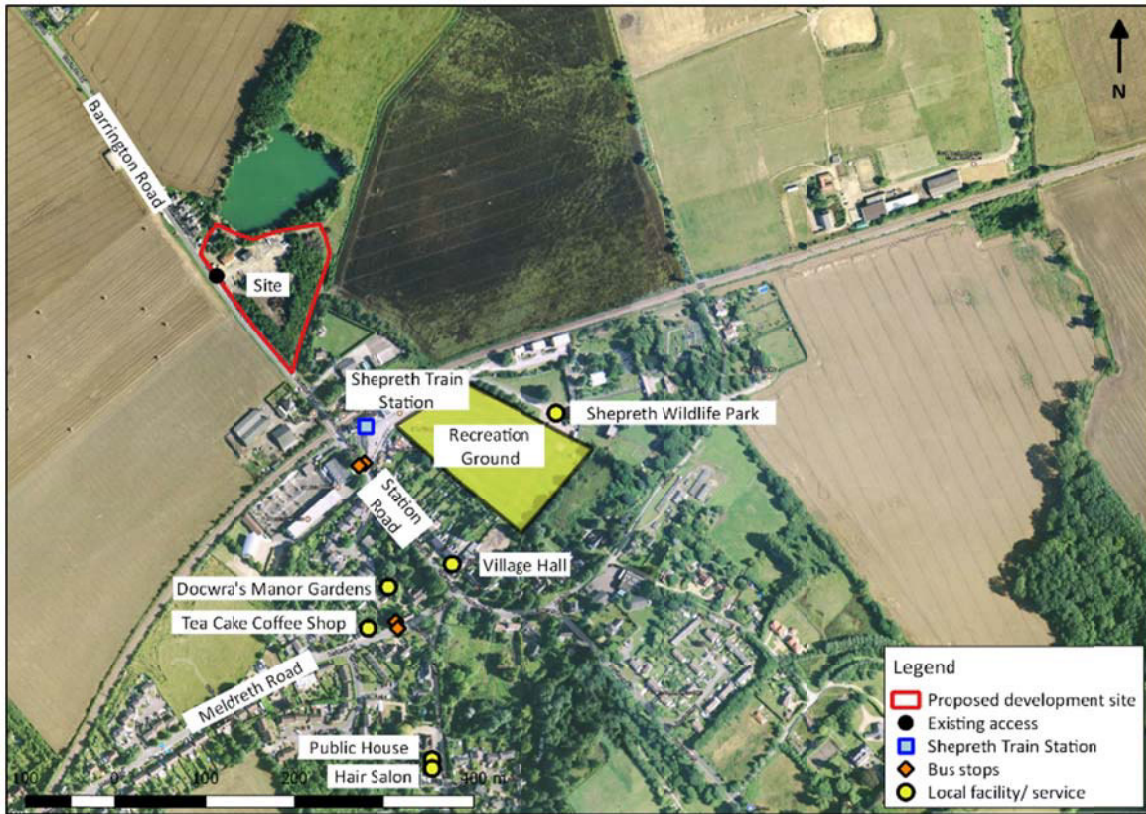 N
Barrington Road
Site
Shepreth Train
Station
Shepreth Wildlife Park
Recreation
Ground
Station
Road
Village Hall
Docwra's Manor Gardens
Tea Cake Coffee Shop
Meldreth Road
Public House
Hair Salon
100 0 100 200 400 m
Legend
Proposed development site
Existing access
Shepreth Train Station
Bus stops
Local facility/ service